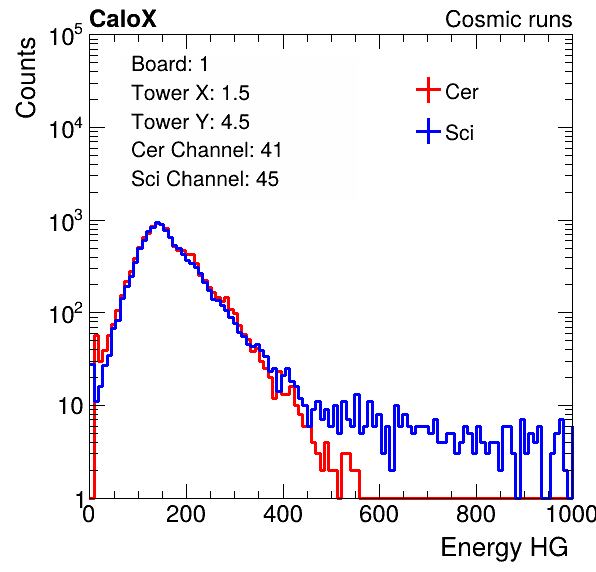 CaloX Cosmic runs
Counts
10^5
10^4
10^3
10^2
10
1
Board: 1
Tower X: 1.5
Tower Y: 4.5
Cer Channel: 41
Sci Channel: 45
Cer
Sci
0 200 400 600 800 1000
Energy HG